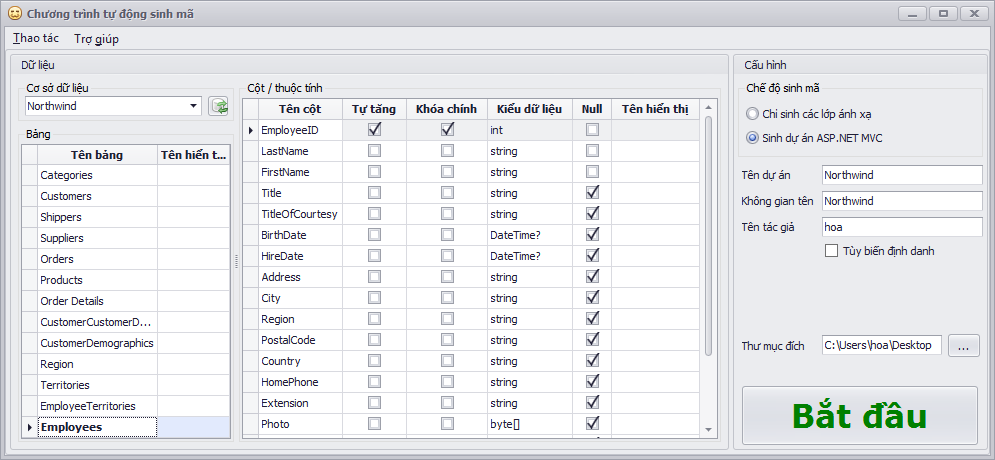 Chương trình tự động sinh mã
Thao tác Trợ giúp
Dữ liệu
Cơ sở dữ liệu
Northwind
Bảng
Tên bảng Tên hiển t...
Categories
Customers
Shippers
Suppliers
Orders
Products
Order Details
CustomerCustomerD...
CustomerDemographics
Region
Territories
EmployeeTerritories
Employees
Cột / thuộc tính
Tên cột Tự tăng Khóa chính Kiểu dữ liệu Null Tên hiển thị
EmployeeID int
LastName string
FirstName string
Title string
TitleOfCourtesy string
BirthDate DateTime?
HireDate DateTime?
Address string
City string
Region string
PostalCode string
Country string
HomePhone string
Extension string
Photo byte[]
Cấu hình
Chế độ sinh mã
Chỉ sinh các lớp ánh xạ
Sinh dự án ASP.NET MVC
Tên dự án Northwind
Không gian tên Northwind
Tên tác giả hoa
Tùy biến định danh
Thư mục đích C:\Users\hoa\Desktop ...
Bắt đầu